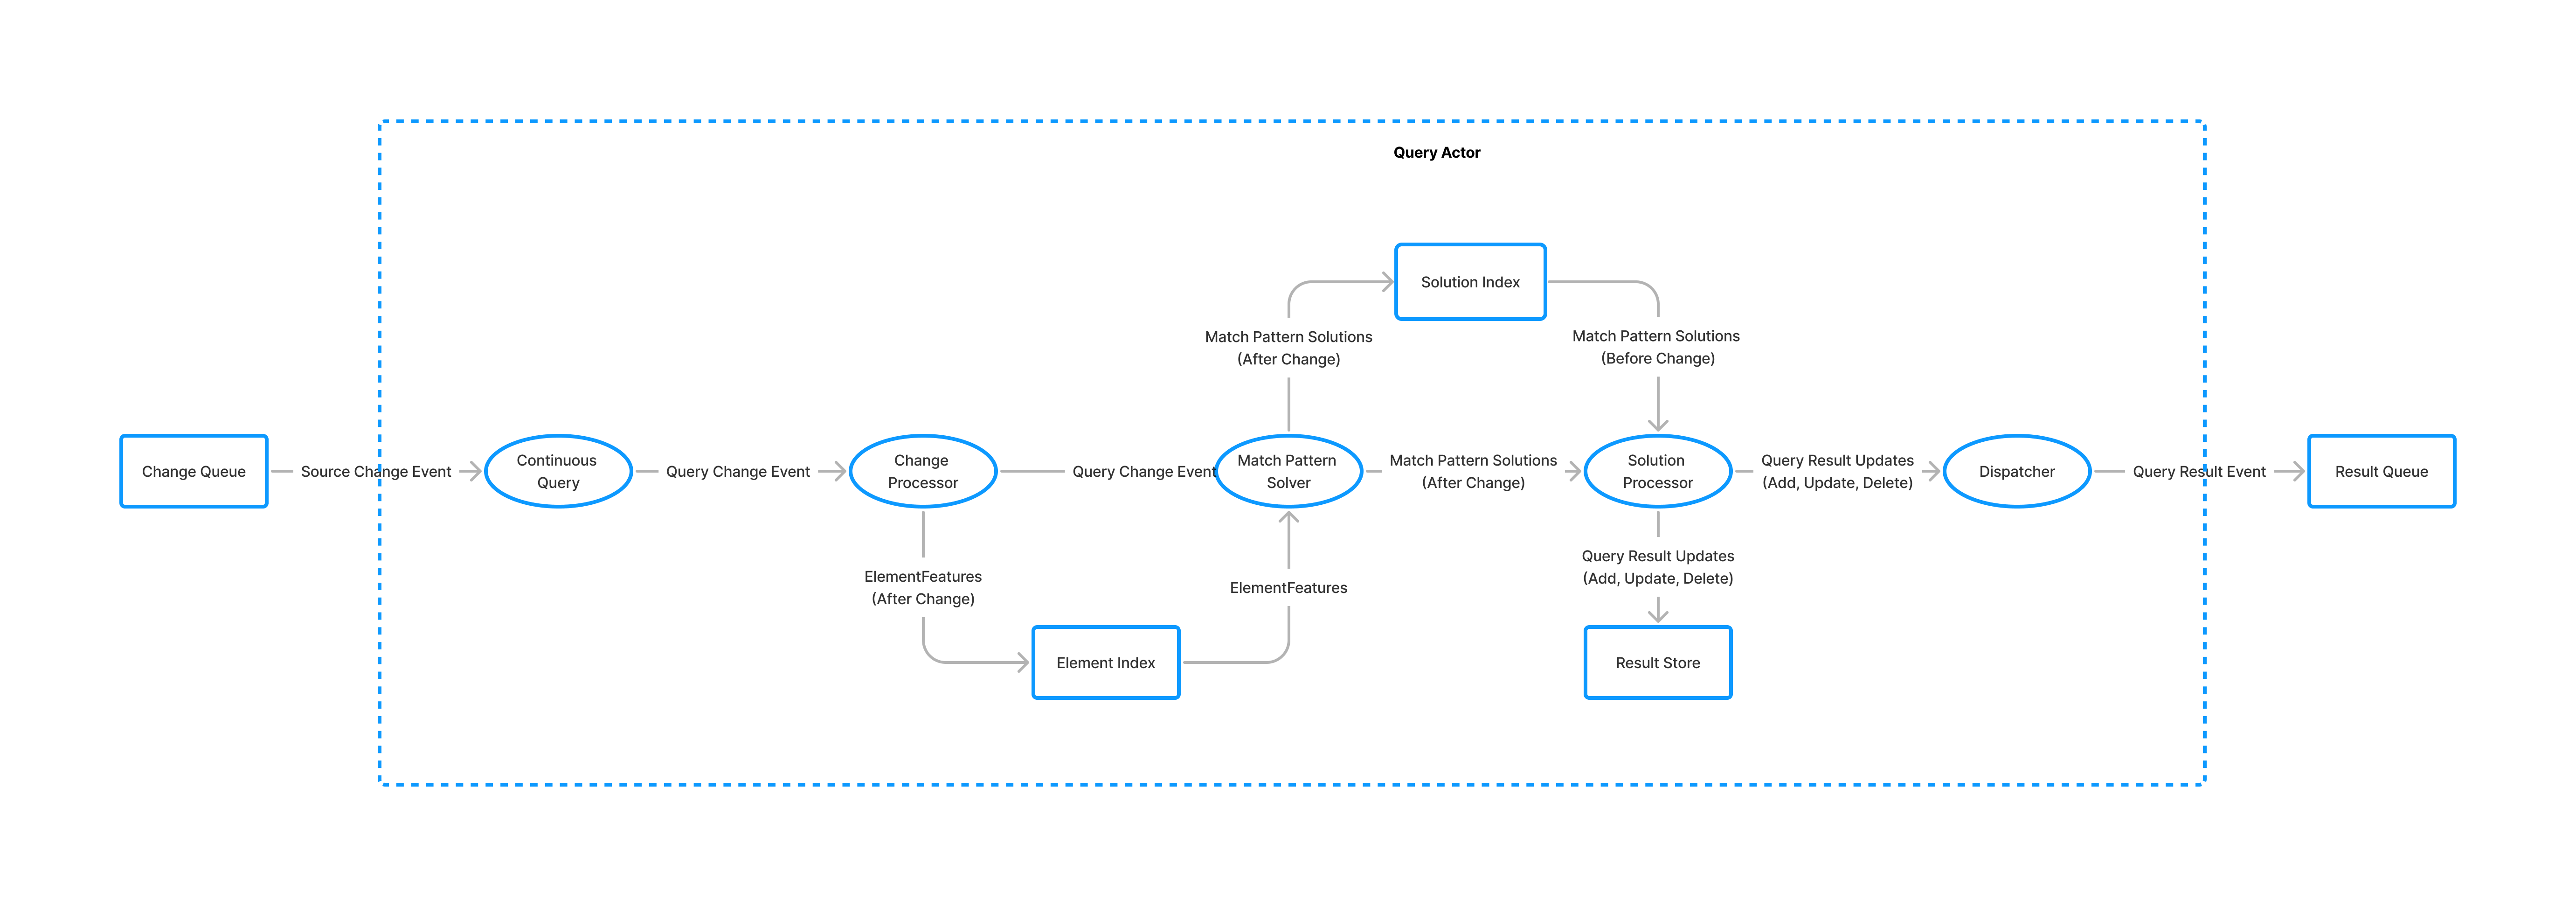 Query Actor
Solution Index
Match Pattern Solutions
(After Change)
Match Pattern Solutions
(Before Change)
Change Queue
Source Change Event
Continuous
Query
Query Change Event
Change
Processor
Query Change Event
Match Pattern
Solver
Match Pattern Solutions
(After Change)
Solution
Processor
Query Result Updates
(Add, Update, Delete)
Dispatcher
Query Result Event
Result Queue
ElementFeatures
(After Change)
ElementFeatures
Query Result Updates
(Add, Update, Delete)
Element Index
Result Store